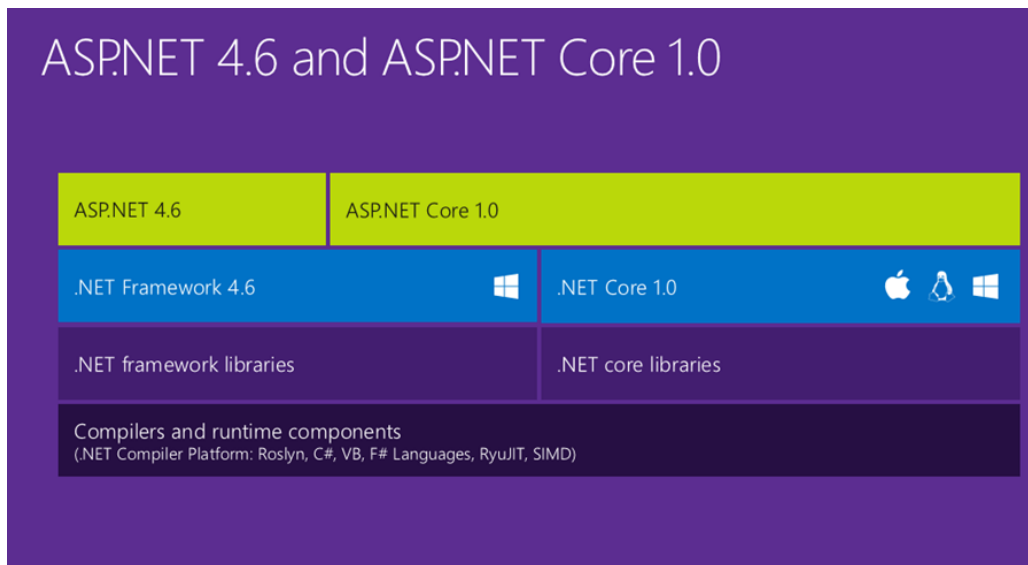 ASP.NET 4.6 and ASP.NET Core 1.0
ASP.NET 4.6
ASP.NET Core 1.0
.NET Framework 4.6
.NET Core 1.0
.NET framework libraries
.NET core libraries
Compilers and runtime components
(.NET Compiler Platform: Roslyn, C#, VB, F# Languages, RyuJIT, SIMD)